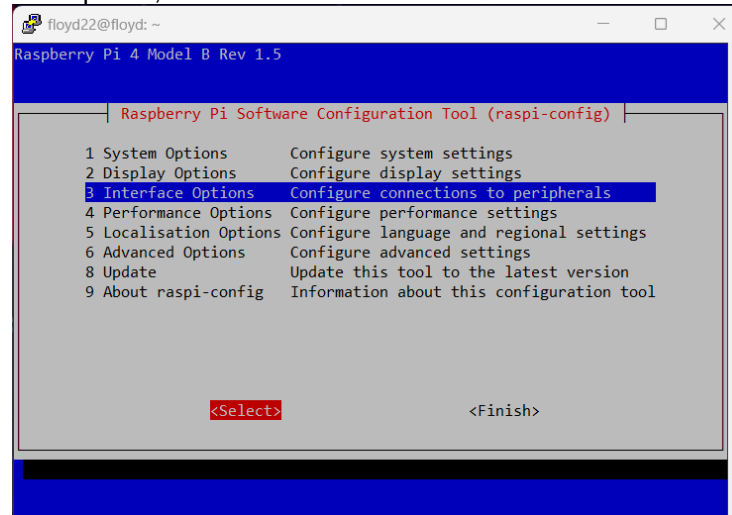 floyd22@floyd: ~
Raspberry Pi 4 Model B Rev 1.5
Raspberry Pi Software Configuration Tool (raspi-config)
1 System Options Configure system settings
2 Display Options Configure display settings
3 Interface Options Configure connections to peripherals
4 Performance Options Configure performance settings
5 Localisation Options Configure language and regional settings
6 Advanced Options Configure advanced settings
8 Update Update this tool to the latest version
9 About raspi-config Information about this configuration tool
<Select> <Finish>